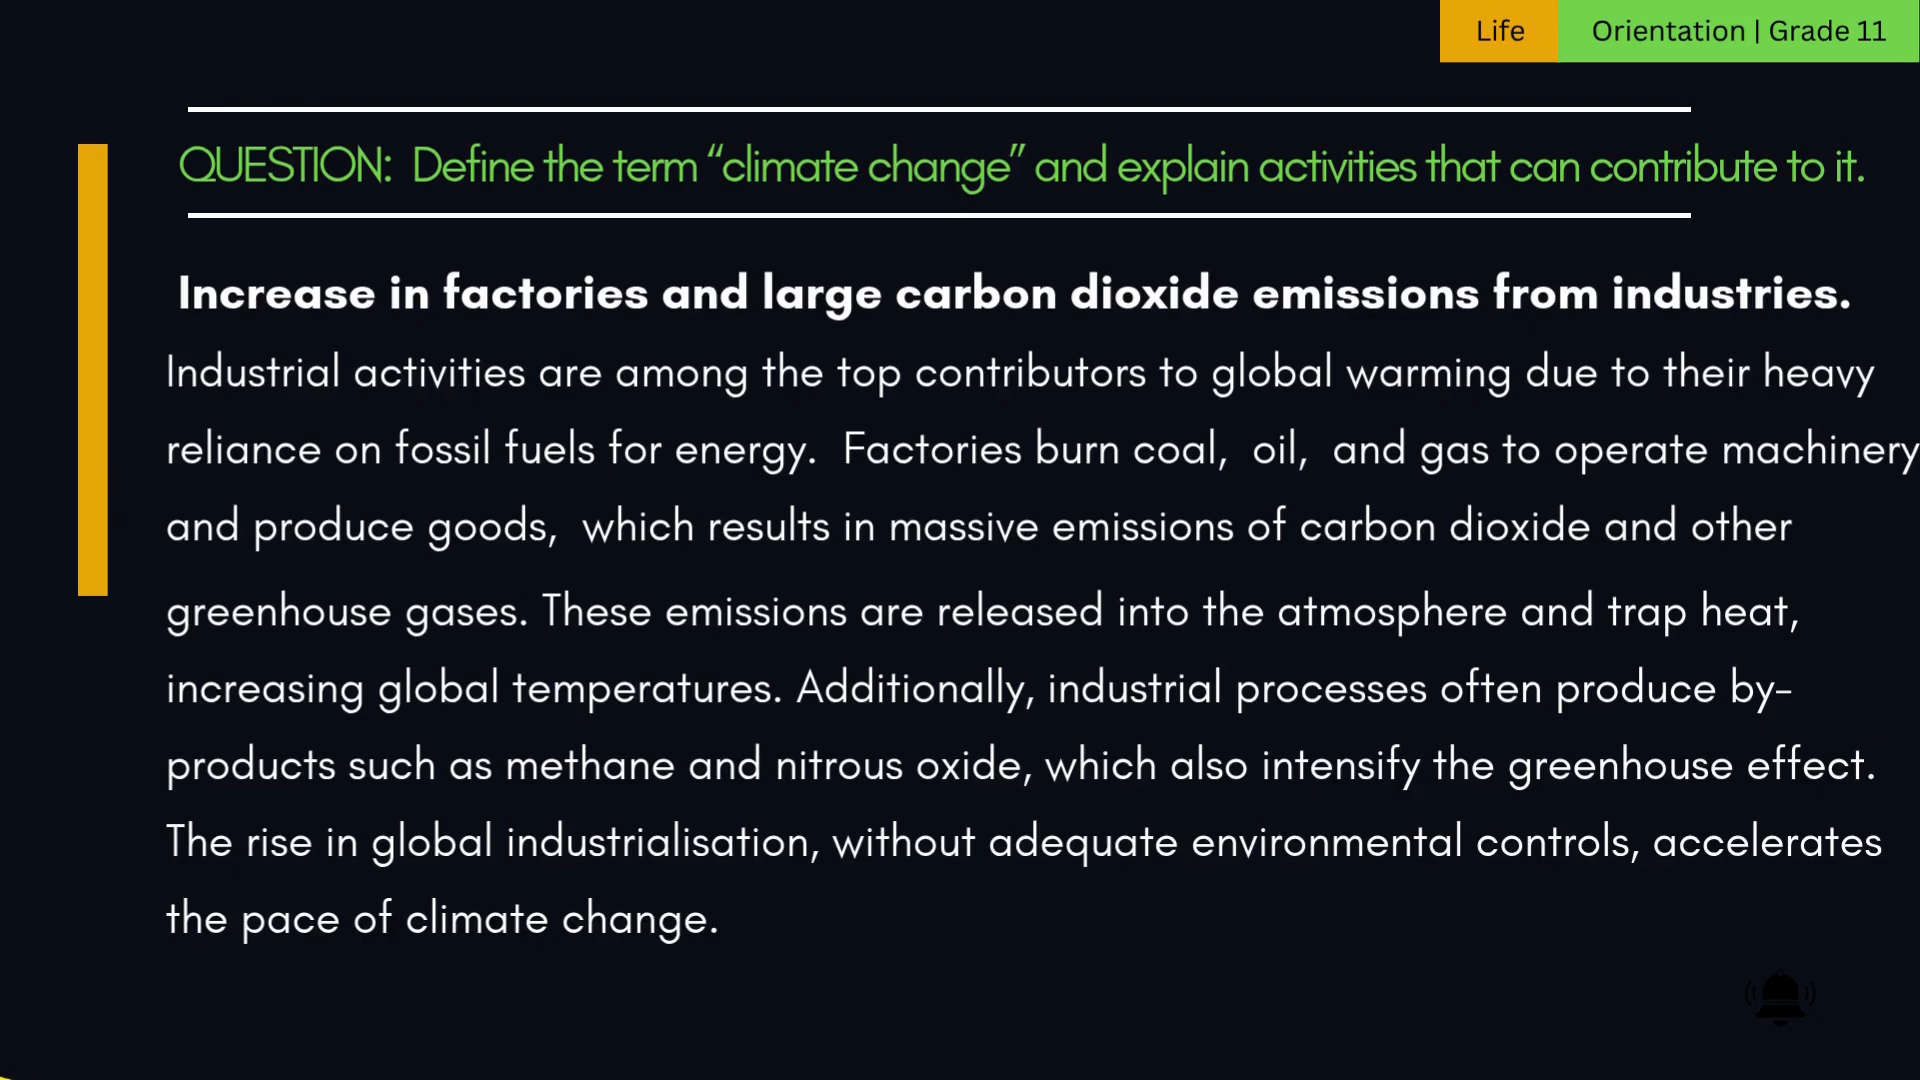 Life Orientation | Grade 11
QUESTION: Define the term “climate change” and explain activities that can contribute to it.
Increase in factories and large carbon dioxide emissions from industries.
Industrial activities are among the top contributors to global warming due to their heavy
reliance on fossil fuels for energy. Factories burn coal, oil, and gas to operate machinery
and produce goods, which results in massive emissions of carbon dioxide and other
greenhouse gases. These emissions are released into the atmosphere and trap heat,
increasing global temperatures. Additionally, industrial processes often produce by-
products such as methane and nitrous oxide, which also intensify the greenhouse effect.
The rise in global industrialisation, without adequate environmental controls, accelerates
the pace of climate change.